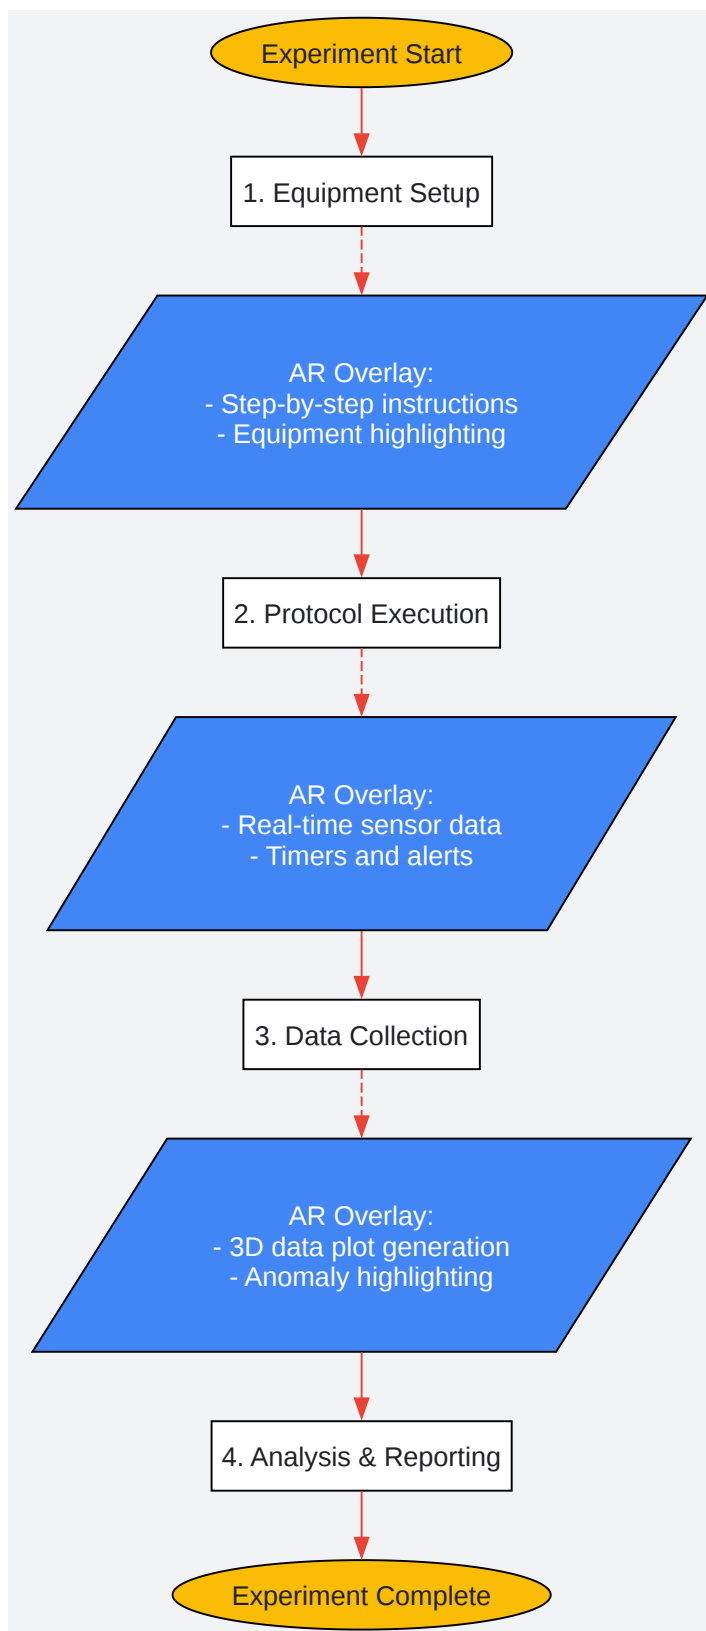 Experiment Start
1. Equipment Setup
AR Overlay:
- Step-by-step instructions
- Equipment highlighting
2. Protocol Execution
AR Overlay:
- Real-time sensor data
- Timers and alerts
3. Data Collection
AR Overlay:
- 3D data plot generation
- Anomaly highlighting
4. Analysis & Reporting
Experiment Complete